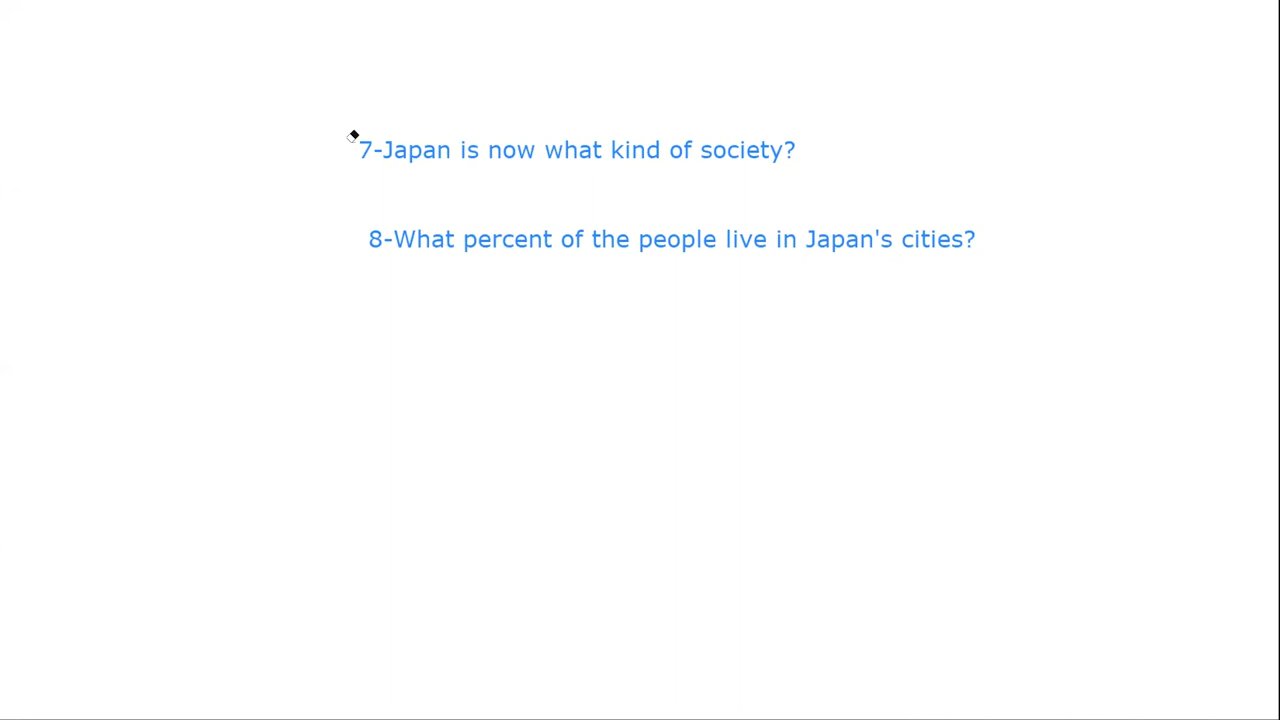 7-Japan is now what kind of society?
8-What percent of the people live in Japan's cities?